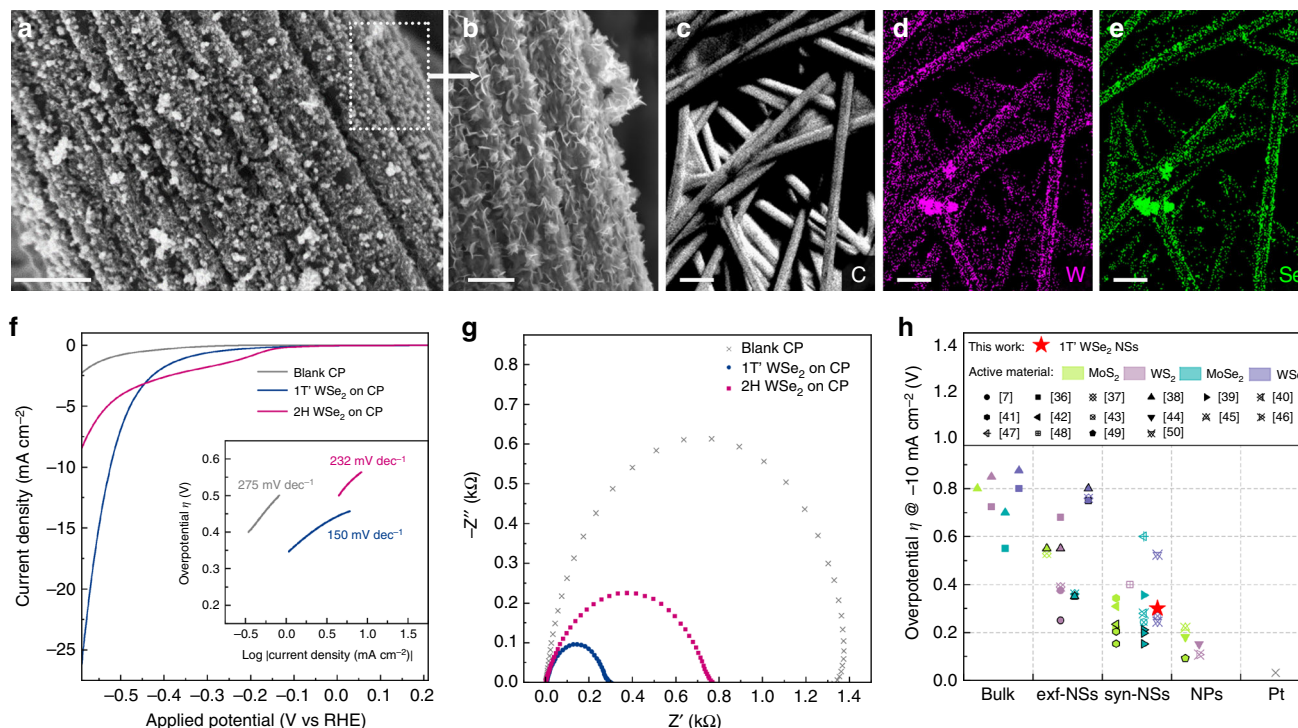 a b c d e
C W Se
f g h
Current density (mA cm⁻²)
0
−5
−10
−15
−20
−25
−0.5 −0.4 −0.3 −0.2 −0.1 0.0 0.1 0.2
Applied potential (V vs RHE)
Blank CP
1T′ WSe₂ on CP
2H WSe₂ on CP
Overpotential η (V)
0.6
0.5
0.4
0.3
0.2
232 mV dec⁻¹
275 mV dec⁻¹
150 mV dec⁻¹
−0.5 0.0 0.5 1.0 1.5
Log |current density (mA cm⁻²)|
−Z′′ (kΩ)
−0.8
−0.6
0.4
0.2
0.0
Blank CP
1T′ WSe₂ on CP
2H WSe₂ on CP
0.0 0.2 0.4 0.6 0.8 1.0 1.2 1.4
Z′ (kΩ)
Overpotential η @ −10 mA cm⁻² (V)
1.4
1.2
1.0
0.8
0.6
0.4
0.2
0.0
This work: 1T′ WSe₂ NSs
Active material: MoS₂ WS₂ MoSe₂ WSe
[7] [36] [37] [38] [39] [40]
[41] [42] [43] [44] [45] [46]
[47] [48] [49] [50]
Bulk exf-NSs syn-NSs NPs Pt